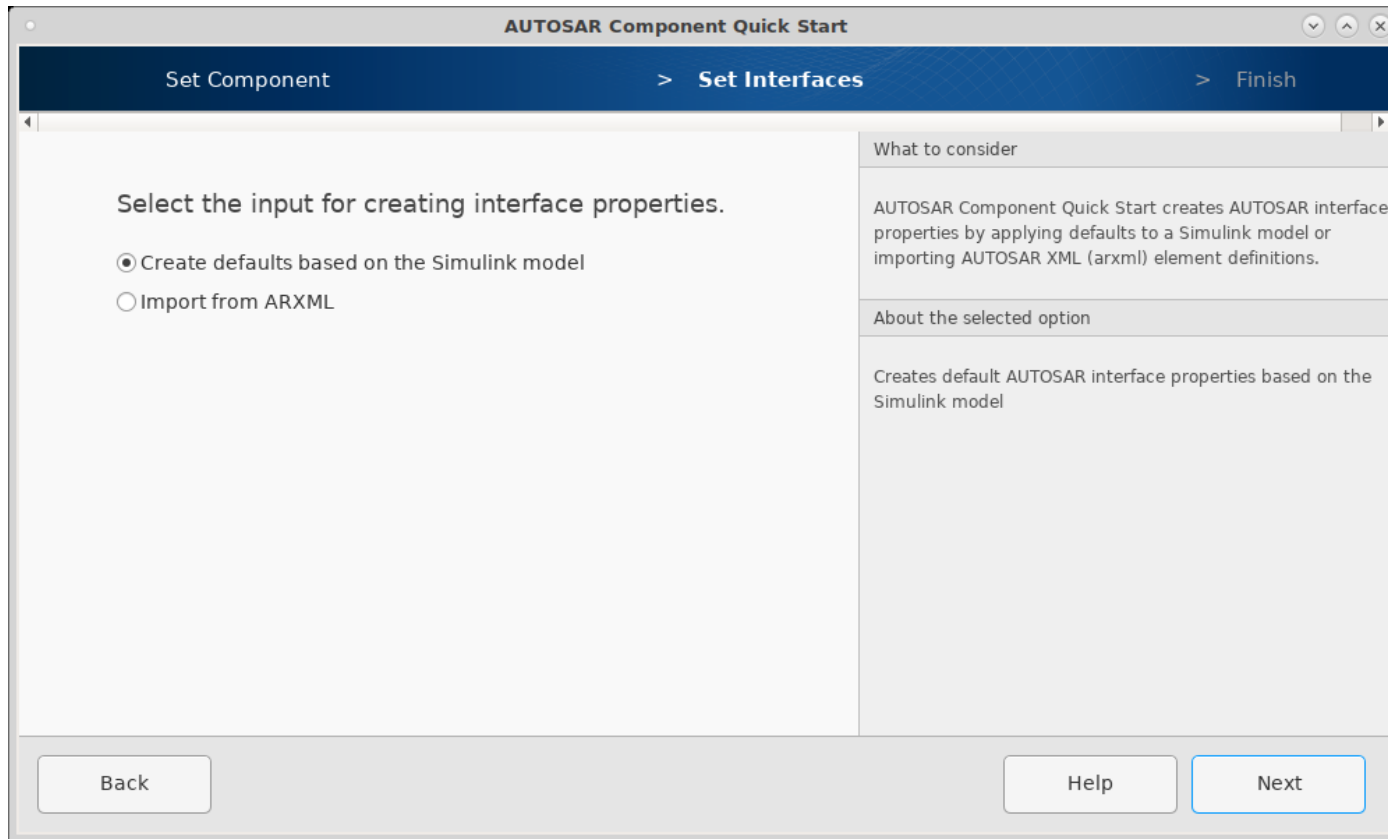 AUTOSAR Component Quick Start
Set Component > Set Interfaces > Finish
Select the input for creating interface properties.
Create defaults based on the Simulink model
Import from ARXML
What to consider
AUTOSAR Component Quick Start creates AUTOSAR interface
properties by applying defaults to a Simulink model or
importing AUTOSAR XML (arxml) element definitions.
About the selected option
Creates default AUTOSAR interface properties based on the
Simulink model
Back
Help
Next